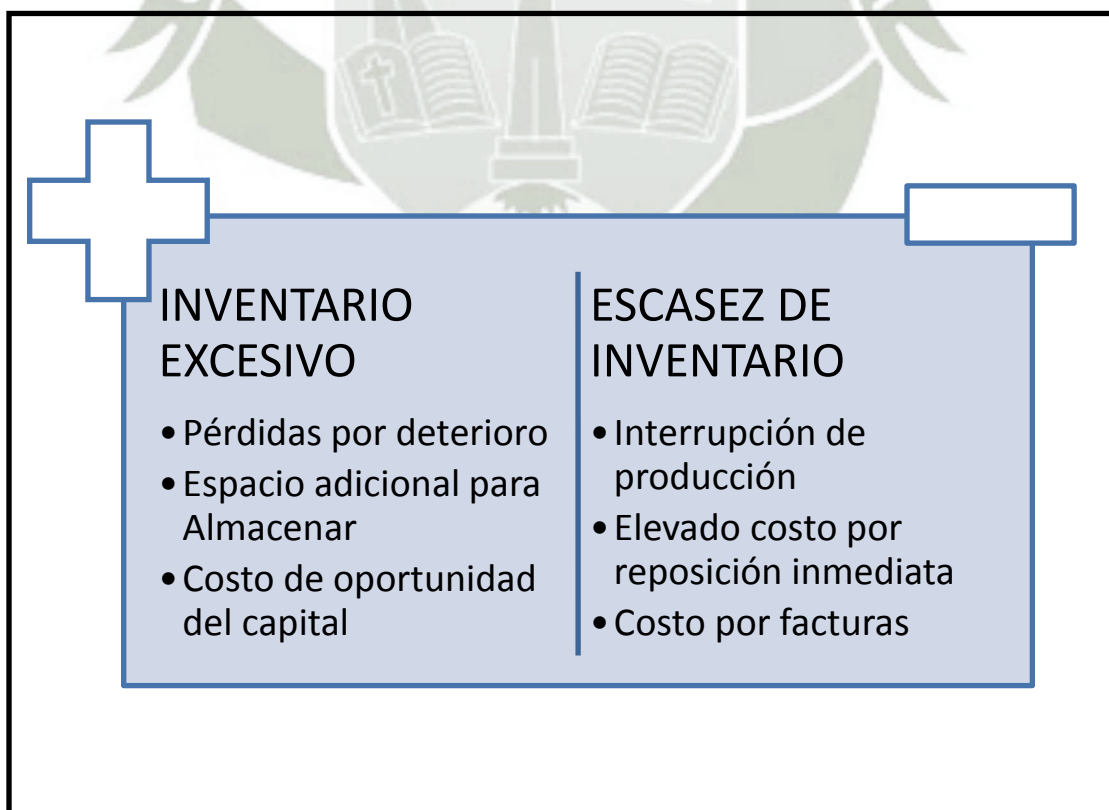 INVENTARIO
EXCESIVO
• Pérdidas por deterioro
• Espacio adicional para
Almacenar
• Costo de oportunidad
del capital
ESCASEZ DE
INVENTARIO
• Interrupción de
producción
• Elevado costo por
reposición inmediata
• Costo por facturas